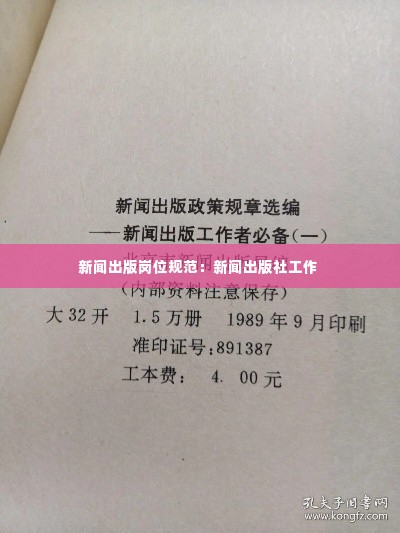 新闻出版政策规章选编
——新闻出版工作者必备(一)
新闻出版岗位规范：新闻出版社工作
(内部资料注意保存)
大32开 1.5万册 1989年9月印刷
准印证号:891387
工本费: 4.00元
孔夫子旧书网
www.kongfz.com